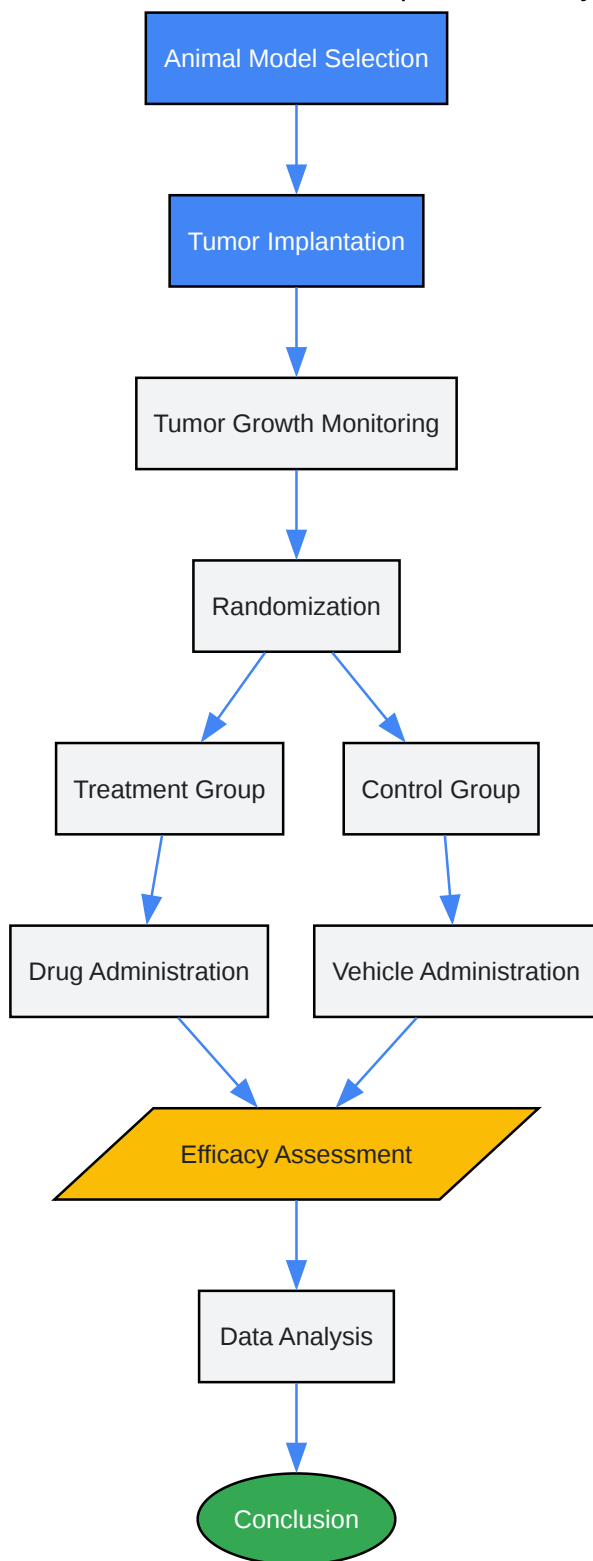 Animal Model Selection
Tumor Implantation
Tumor Growth Monitoring
Randomization
Treatment Group
Control Group
Drug Administration
Vehicle Administration
Efficacy Assessment
Data Analysis
Conclusion